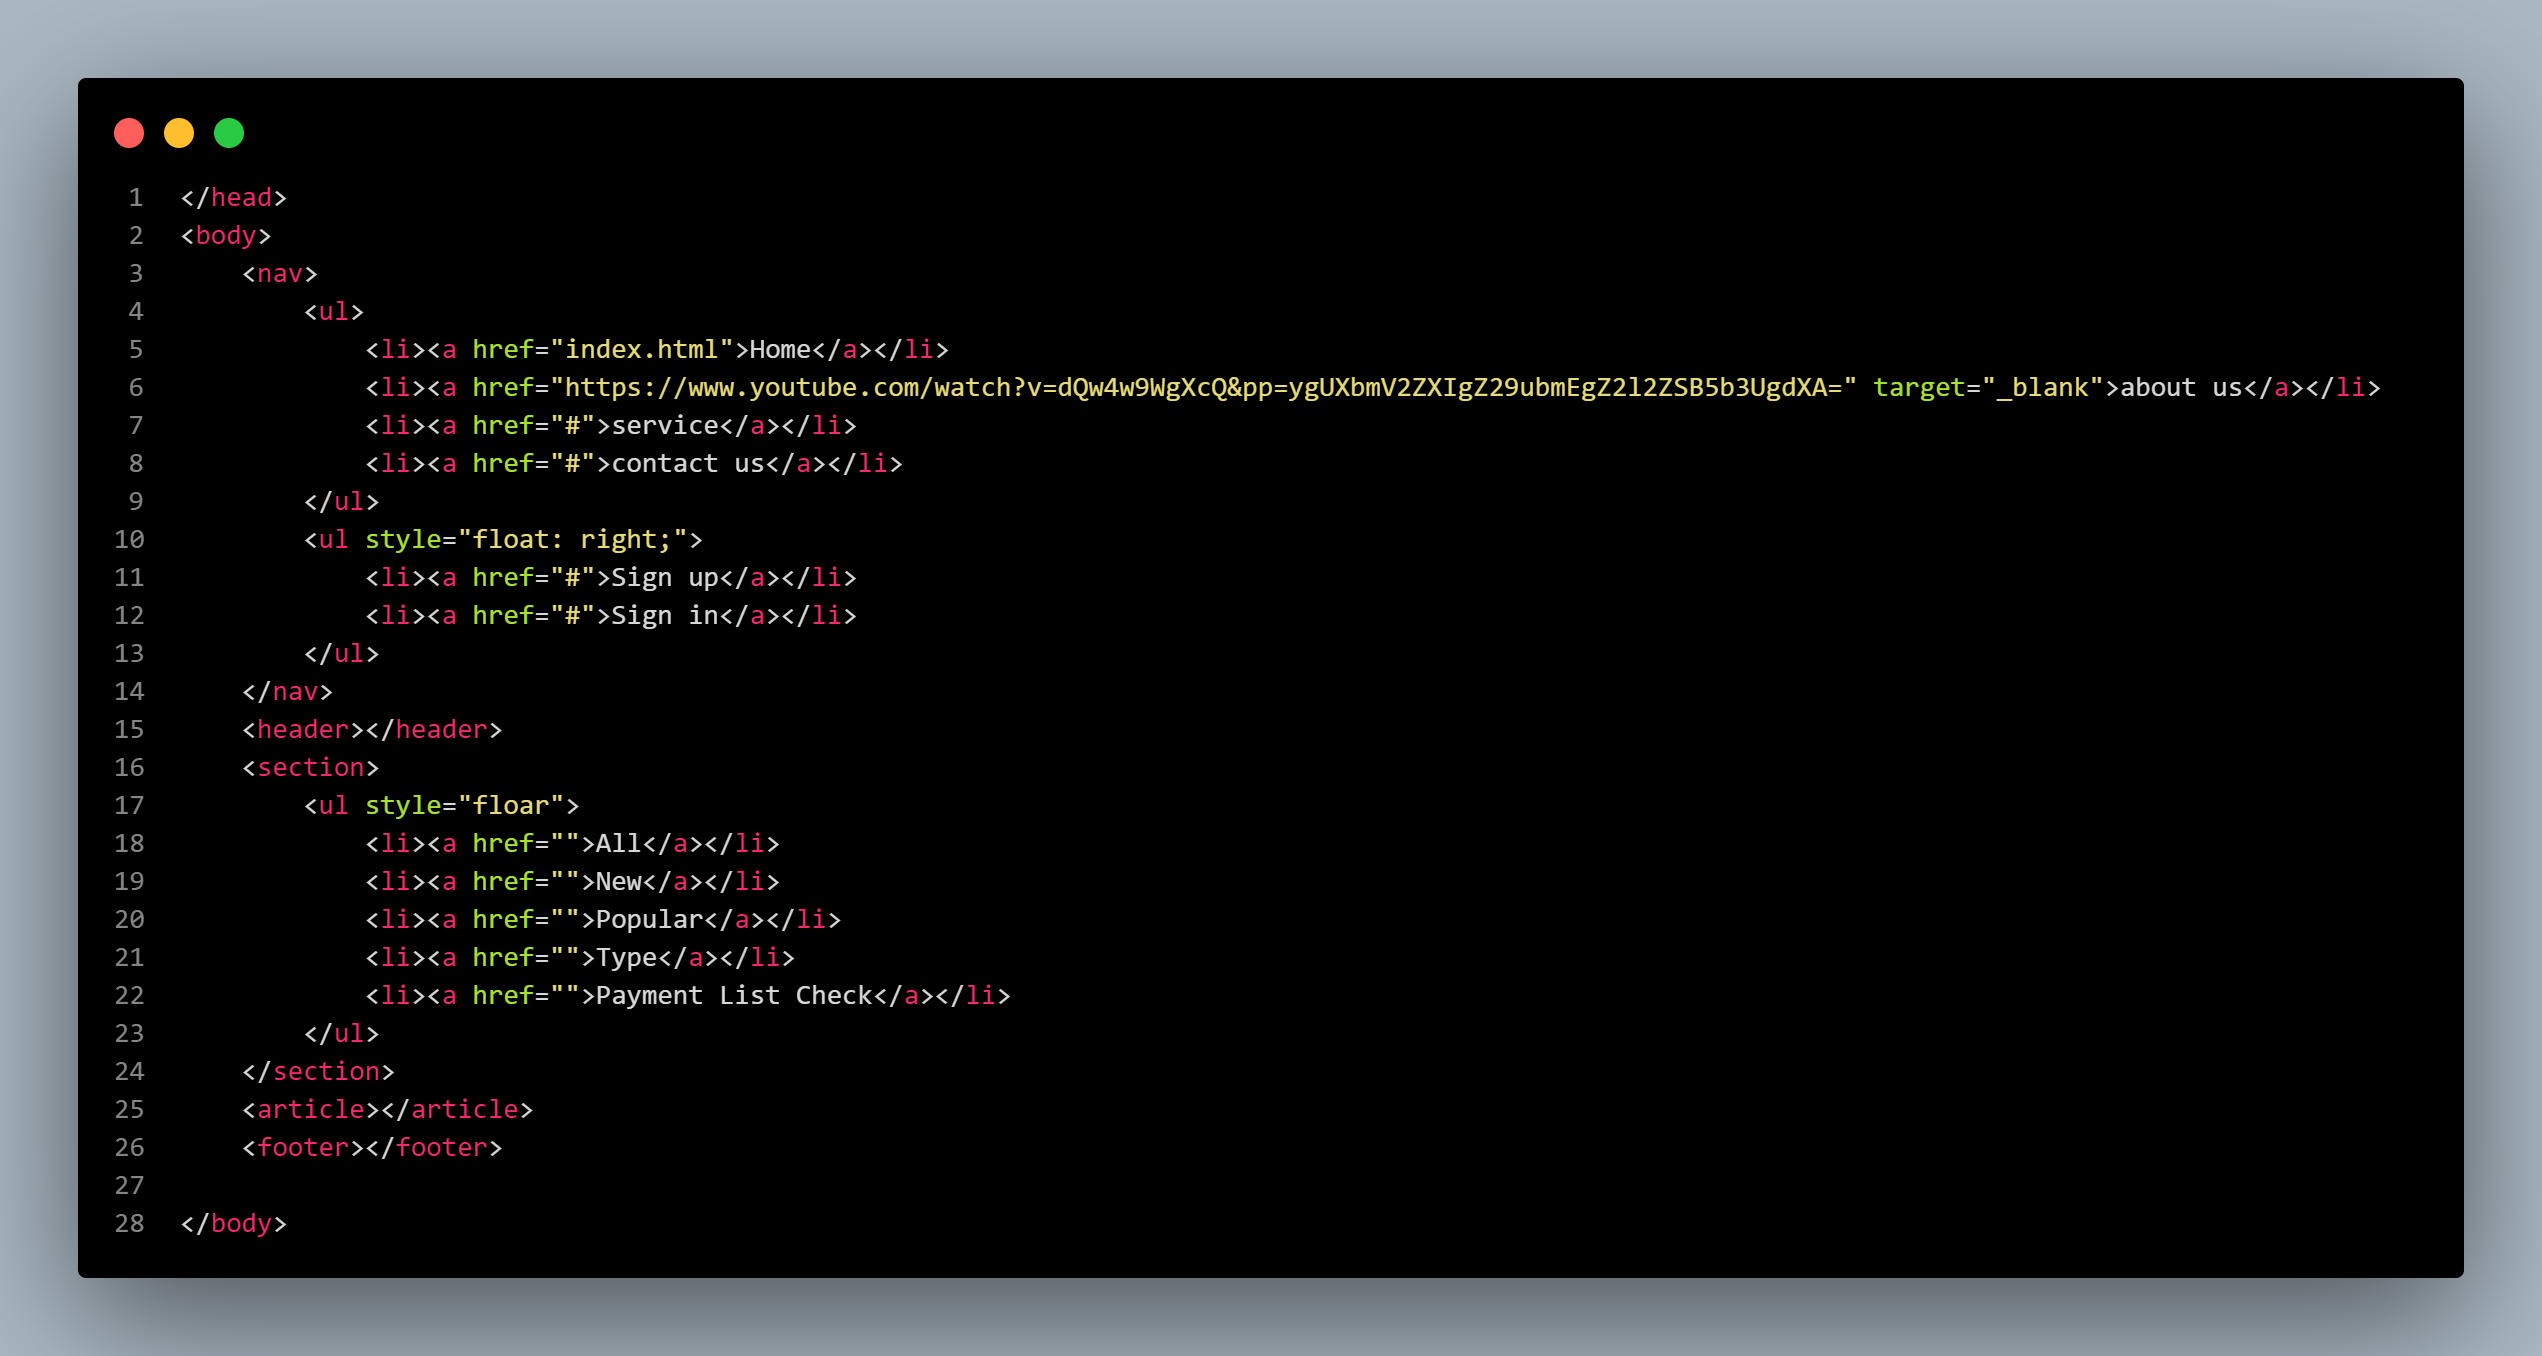 1 </head>
2 <body>
3     <nav>
4         <ul>
5             <li><a href="index.html">Home</a></li>
6             <li><a href="https://www.youtube.com/watch?v=dQw4w9WgXcQ&pp=ygUXbmV2ZXIgZ29ubmEgZ2l2ZSB5b3UgdXA=" target="_blank">about us</a></li>
7             <li><a href="#">service</a></li>
8             <li><a href="#">contact us</a></li>
9         </ul>
10         <ul style="float: right;">
11             <li><a href="#">Sign up</a></li>
12             <li><a href="#">Sign in</a></li>
13         </ul>
14     </nav>
15     <header></header>
16     <section>
17         <ul style="floar">
18             <li><a href="">All</a></li>
19             <li><a href="">New</a></li>
20             <li><a href="">Popular</a></li>
21             <li><a href="">Type</a></li>
22             <li><a href="">Payment List Check</a></li>
23         </ul>
24     </section>
25     <article></article>
26     <footer></footer>
27
28 </body>